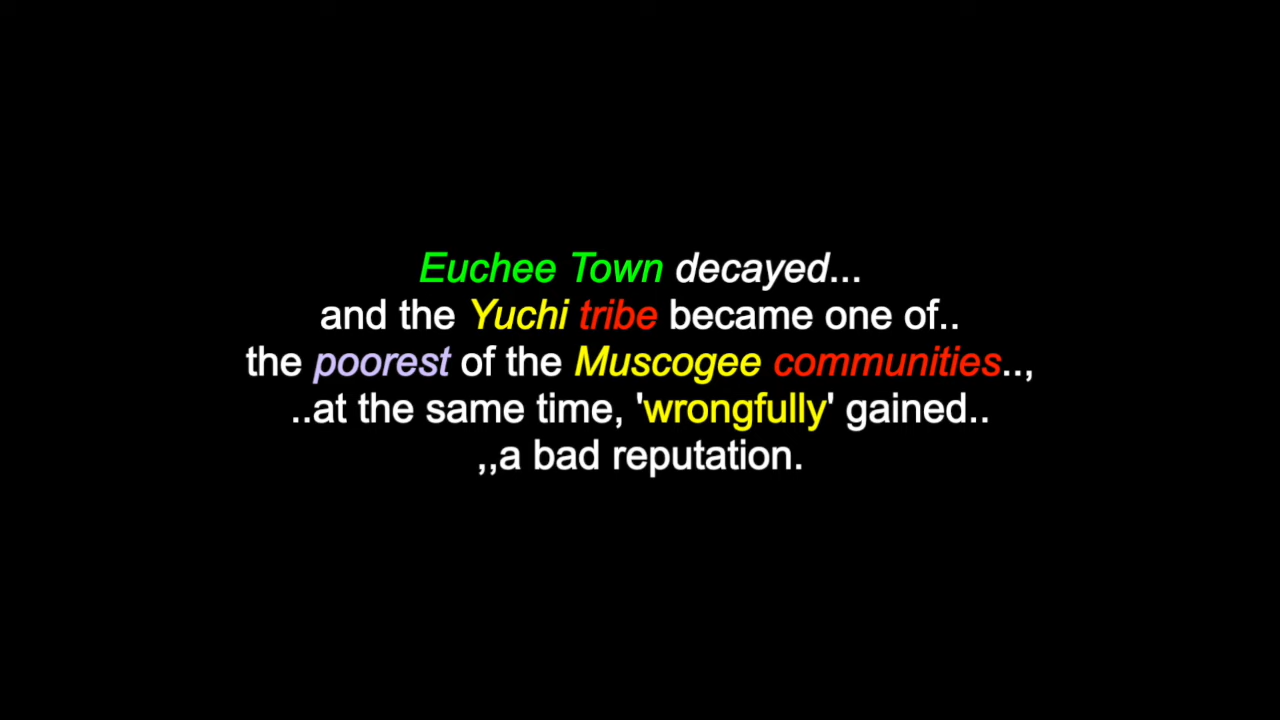 Euchee Town decayed...
and the Yuchi tribe became one of..
the poorest of the Muscogee communities..,
..at the same time, 'wrongfully' gained..
,,a bad reputation.